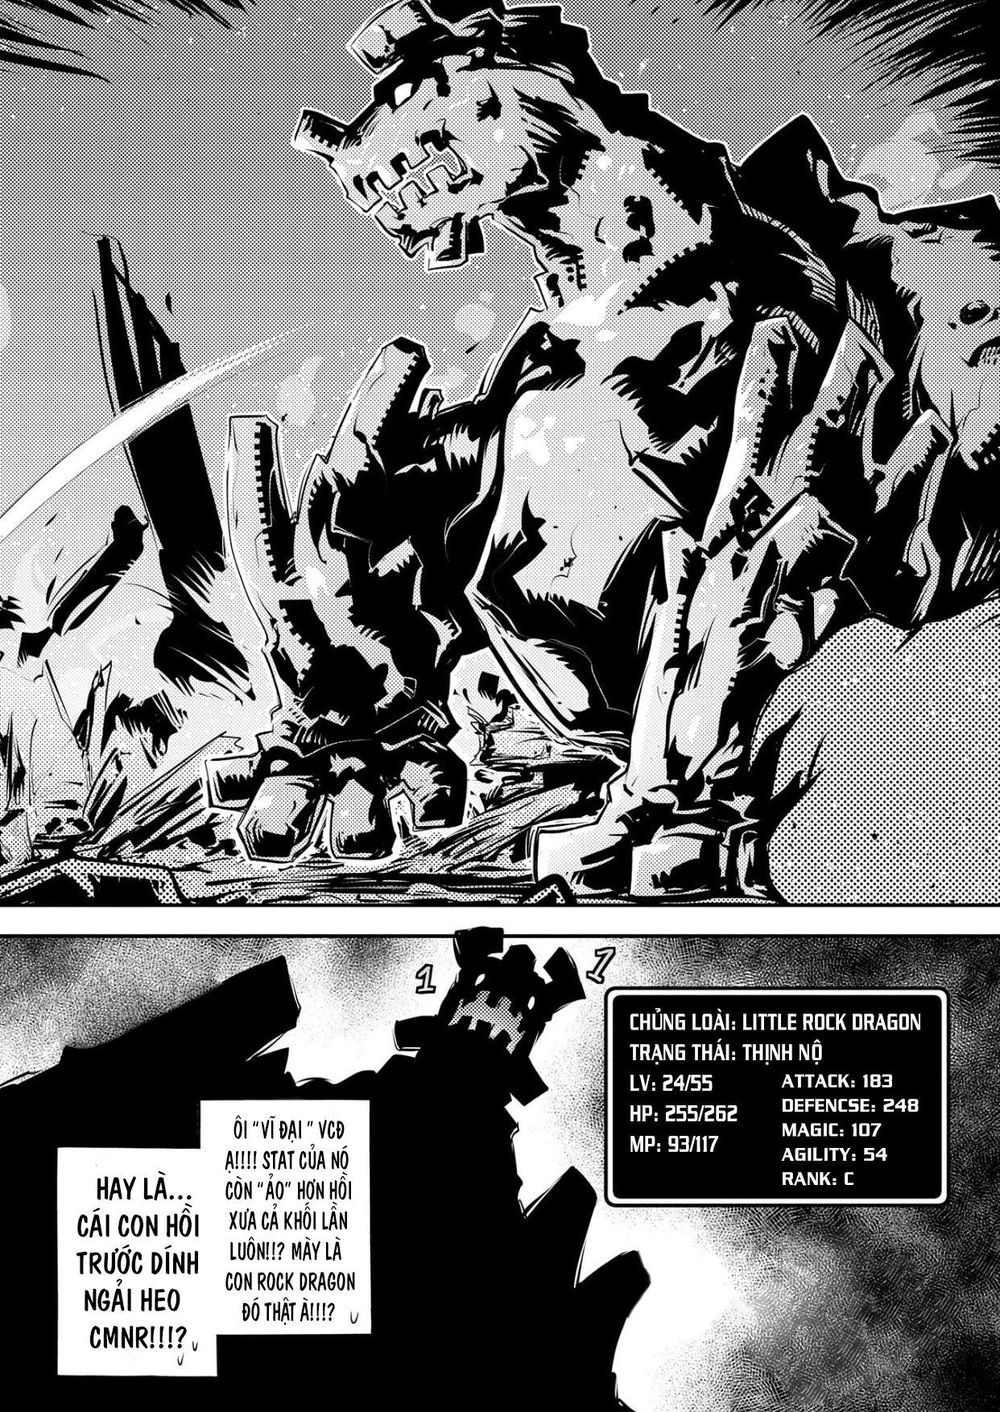 1 1
CHỦNG LOÀI: LITTLE ROCK DRAGON
TRẠNG THÁI: THỊNH NỘ
LV: 24/55
HP: 255/262
MP: 93/117
ATTACK: 183
DEFENCSE: 248
MAGIC: 107
AGILITY: 54
RANK: C
ÔI “VĨ ĐẠI ” VCĐ
Ạ!!!! STAT CỦA NÓ
CÒN “ẢO” HƠN HỒI
XƯA CẢ KHỐI LẦN
LUÔN!!? MÀY LÀ
CON ROCK DRAGON
ĐÓ THẬT À!!!?
HAY LÀ...
CÁI CON HỒI
TRƯỚC DÍNH
NGẢI HEO
CMNR!!!?